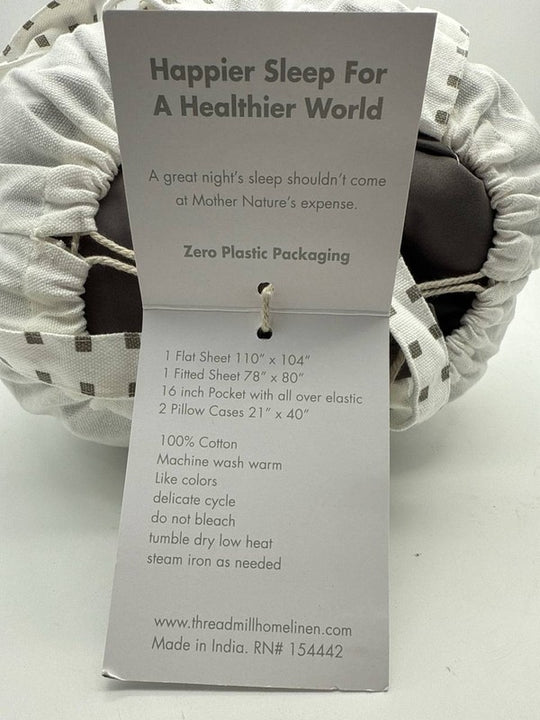 Happier Sleep For
A Healthier World
A great night's sleep shouldn't come
at Mother Nature's expense.
Zero Plastic Packaging
1 Flat Sheet 110" x 104"
1 Fitted Sheet 78" x 80"
16 inch Pocket with all over elastic
2 Pillow Cases 21" x 40"
100% Cotton
Machine wash warm
Like colors
delicate cycle
do not bleach
tumble dry low heat
steam iron as needed
www.threadmillhomelinen.com
Made in India. RN# 154442